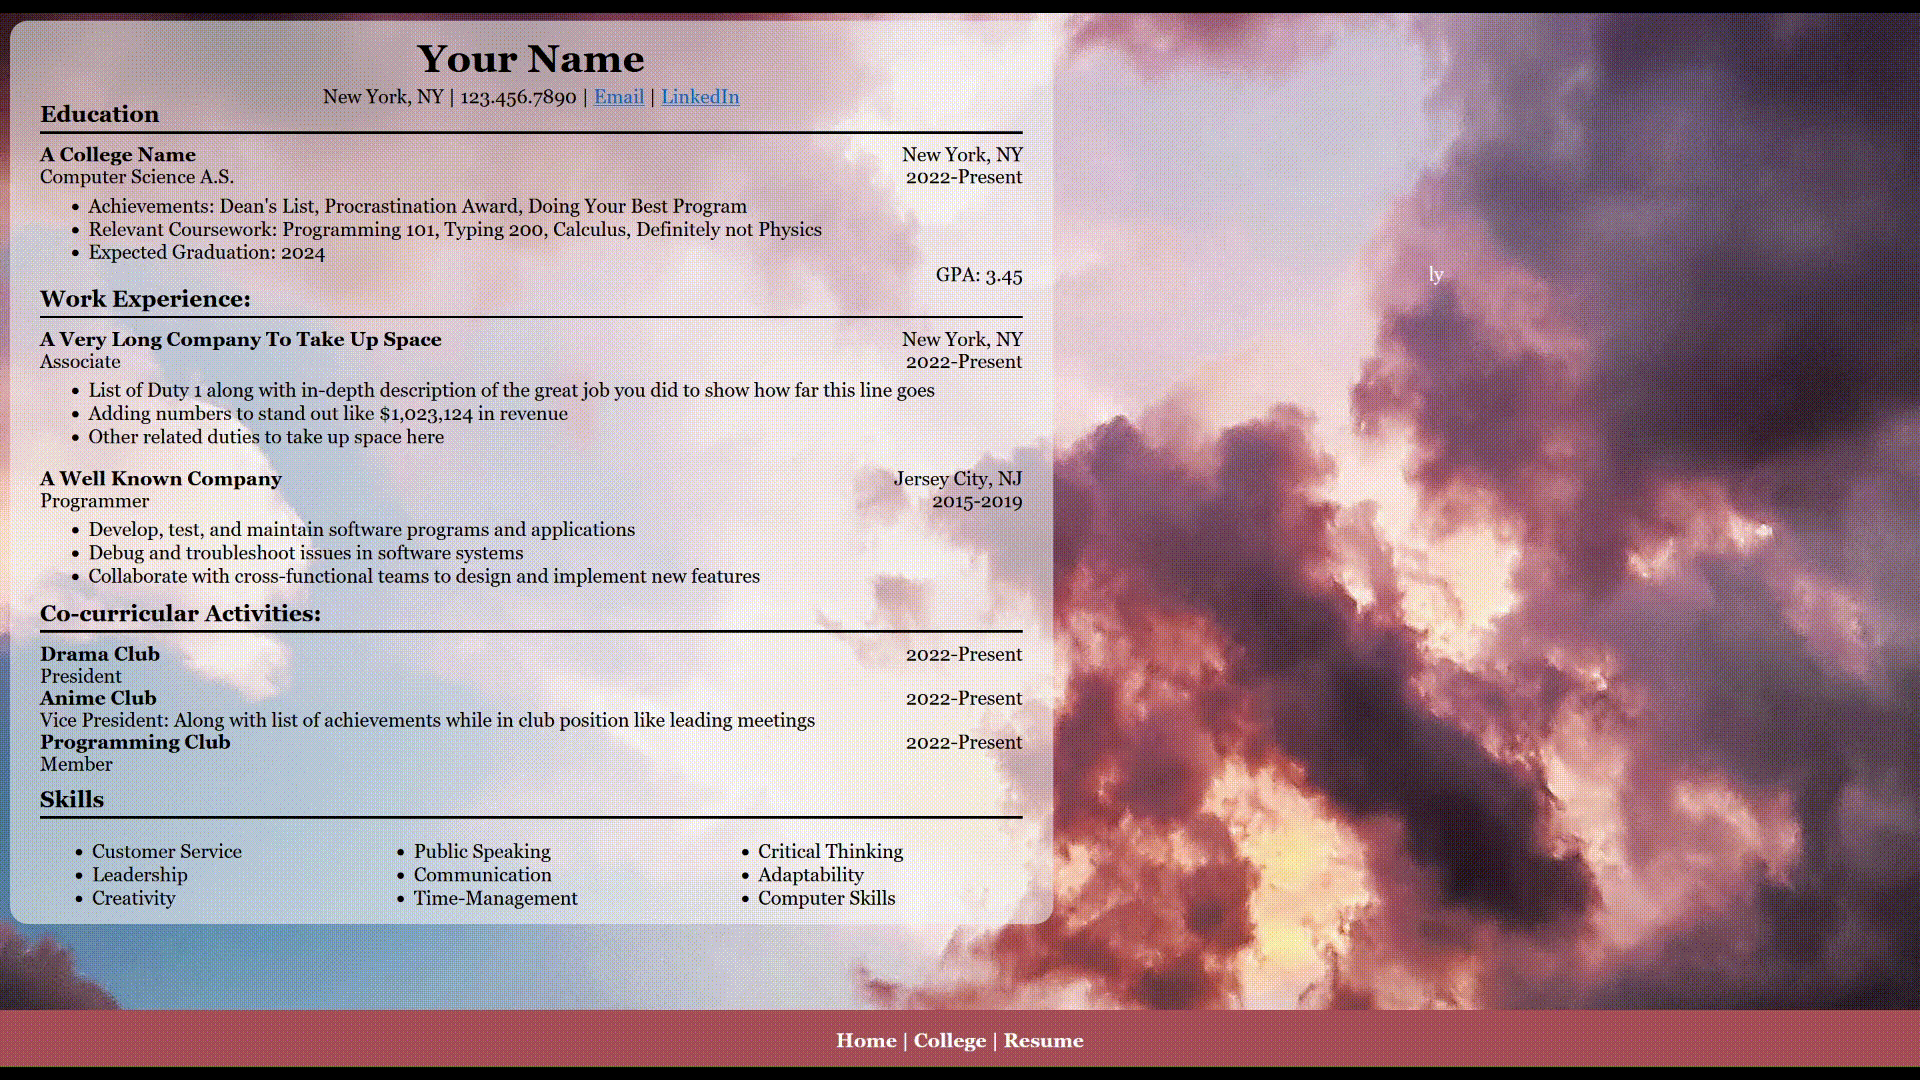 Your Name
New York, NY | 123.456.7890 | Email | LinkedIn
Education
A College Name New York, NY
Computer Science A.S. 2022-Present
• Achievements: Dean's List, Procrastination Award, Doing Your Best Program
• Relevant Coursework: Programming 101, Typing 200, Calculus, Definitely not Physics
• Expected Graduation: 2024
GPA: 3.45
ly
Work Experience:
A Very Long Company To Take Up Space New York, NY
Associate 2022-Present
• List of Duty 1 along with in-depth description of the great job you did to show how far this line goes
• Adding numbers to stand out like $1,023,124 in revenue
• Other related duties to take up space here
A Well Known Company Jersey City, NJ
Programmer 2015-2019
• Develop, test, and maintain software programs and applications
• Debug and troubleshoot issues in software systems
• Collaborate with cross-functional teams to design and implement new features
Co-curricular Activities:
Drama Club 2022-Present
President
Anime Club 2022-Present
Vice President: Along with list of achievements while in club position like leading meetings
Programming Club 2022-Present
Member
Skills
• Customer Service • Public Speaking • Critical Thinking
• Leadership • Communication • Adaptability
• Creativity • Time-Management • Computer Skills
Home | College | Resume